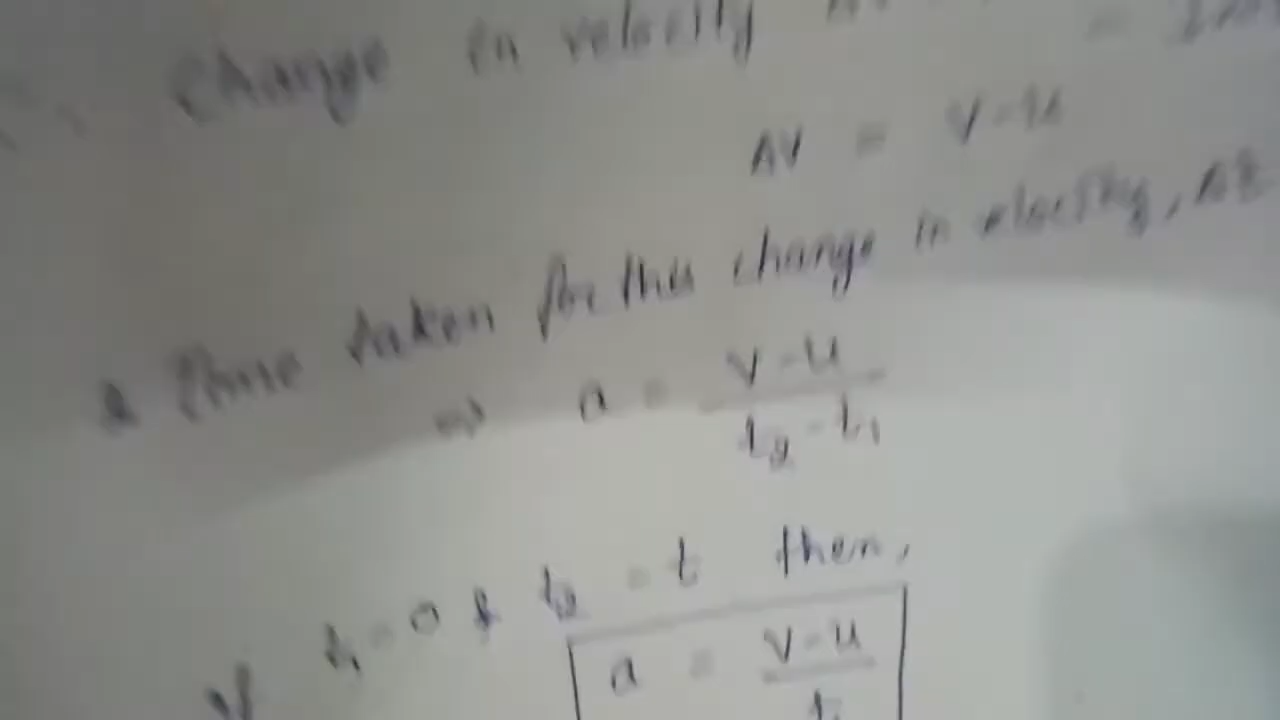 change in velocity
ΔV = V-u
& time taken for this change in velocity, Δt
⇒ a = V-u / t₂-t₁
If t₁ = 0 & t₂ = t then,
a = V-u / t